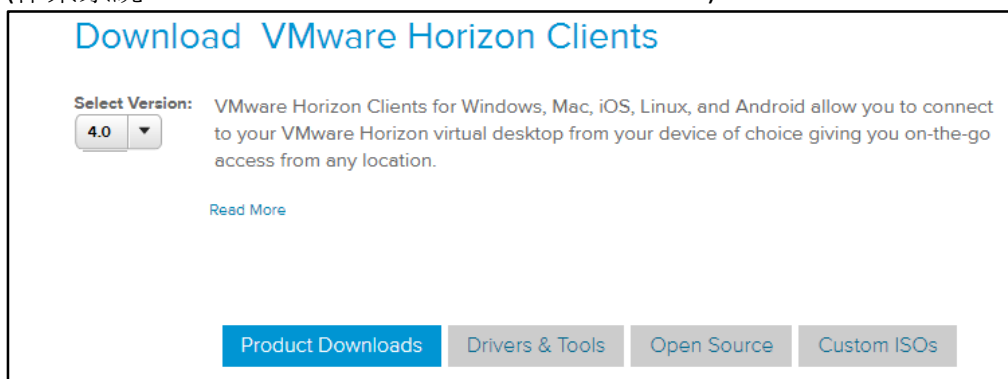 Download VMware Horizon Clients
Select Version:
4.0
VMware Horizon Clients for Windows, Mac, iOS, Linux, and Android allow you to connect
to your VMware Horizon virtual desktop from your device of choice giving you on-the-go
access from any location.
Read More
Product Downloads Drivers & Tools Open Source Custom ISOs